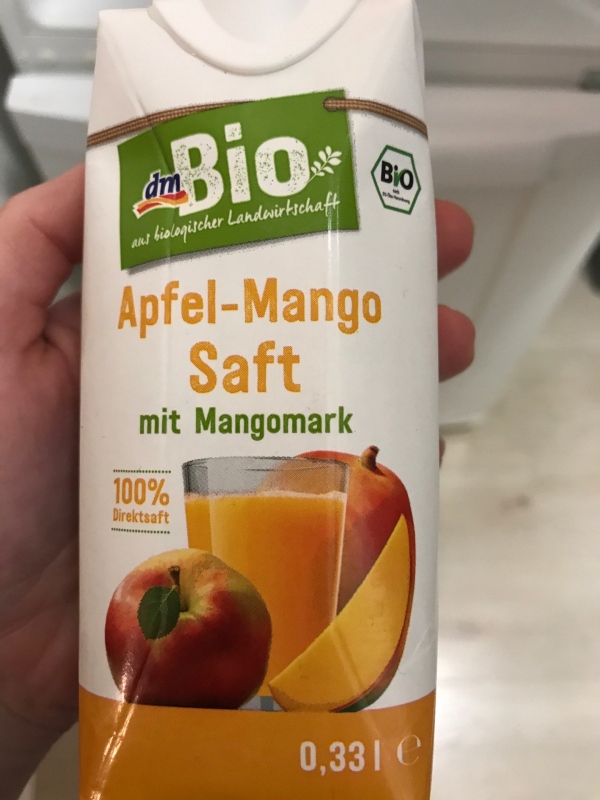 dm Bio
aus biologischer Landwirtschaft
BiO
Apfel-Mango
Saft
mit Mangomark
100%
Direktsaft
0,33 l e